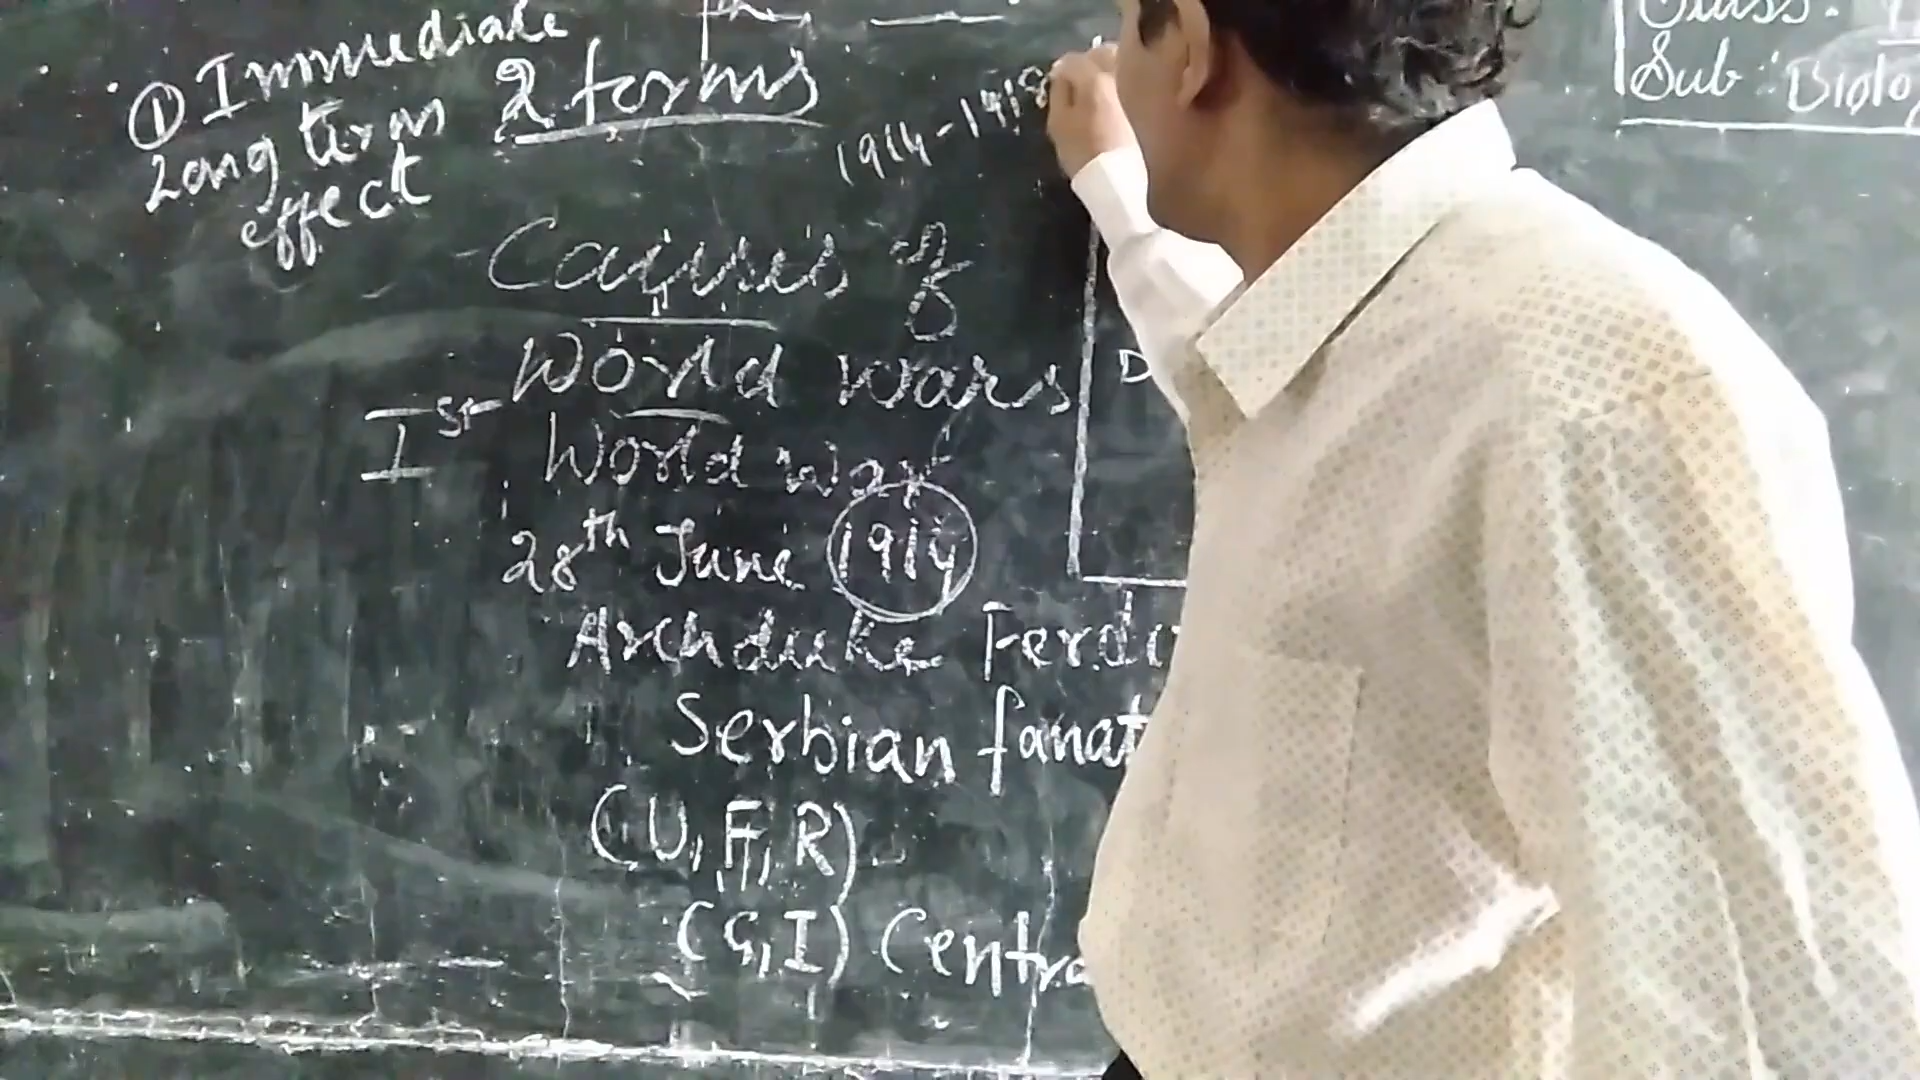 ① Immediate
Long term
effect
2 forms
1914-1918
Causes of
World wars
Ist World war
28th June 1914
Archduke Ferdi
Serbian fanat
(U, F, R)
(G, I) Centra
D
Class:
Sub: Biolo